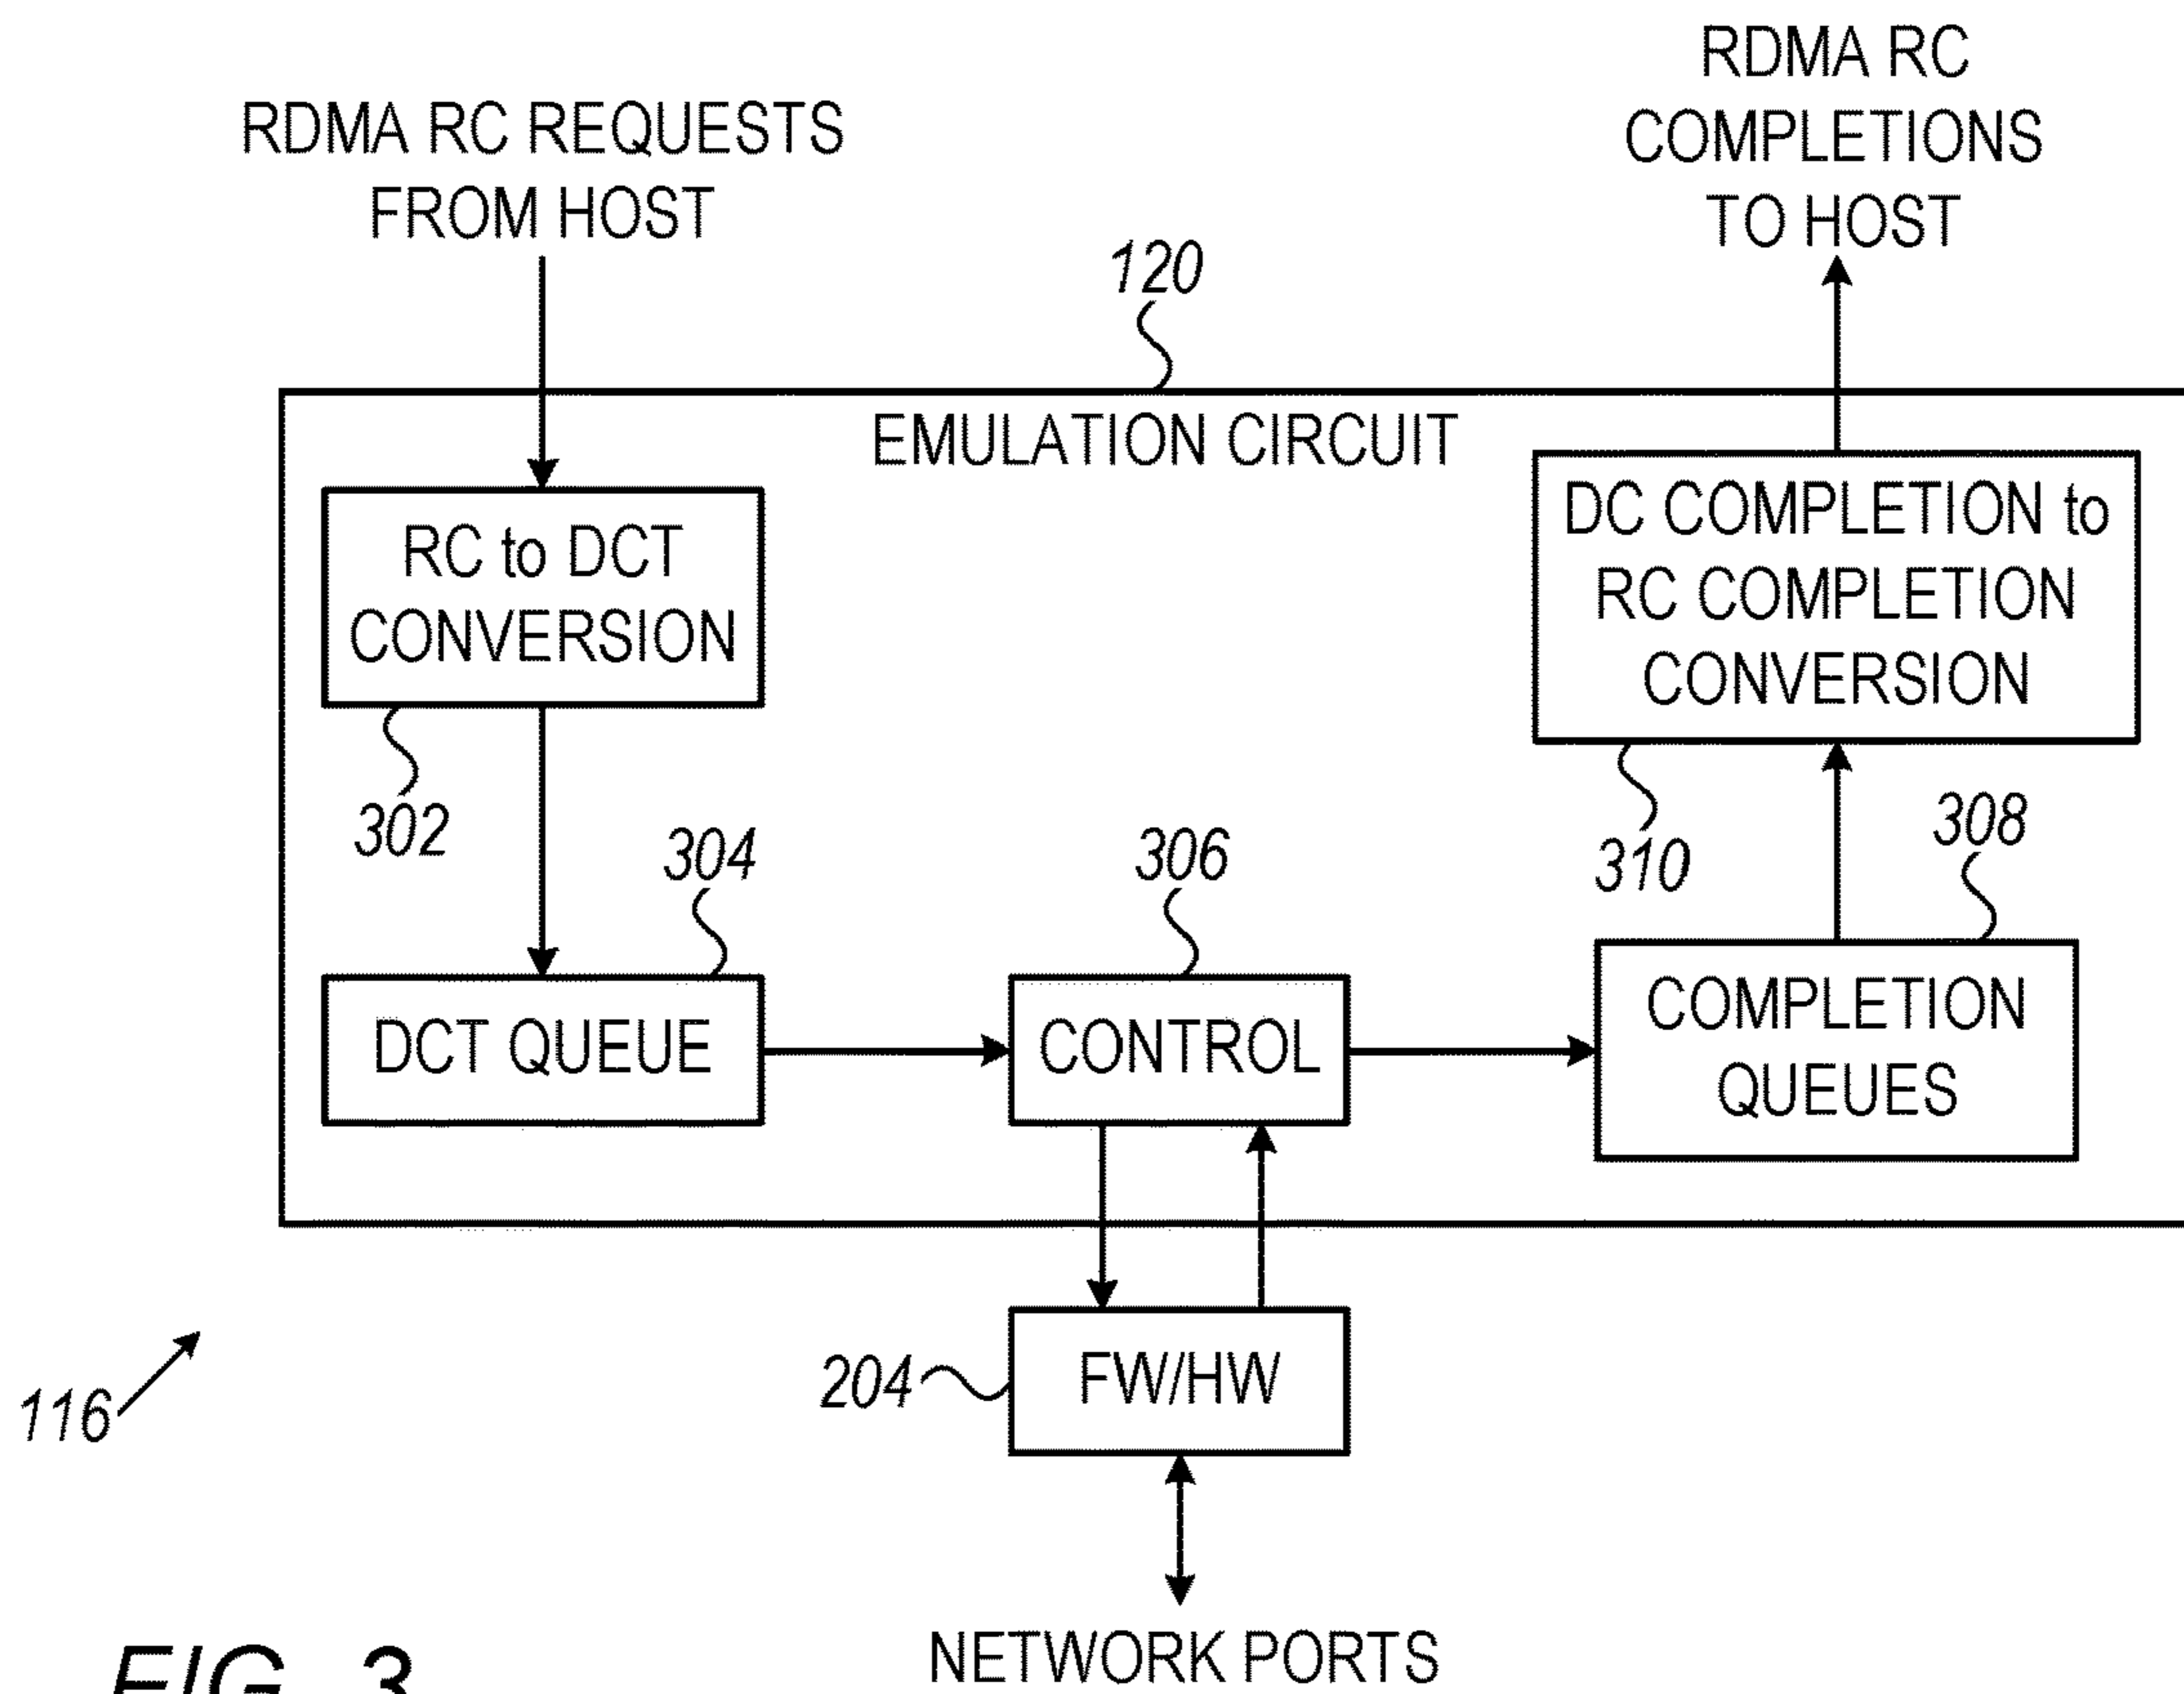 RDMA RC REQUESTS
FROM HOST
RDMA RC
COMPLETIONS
TO HOST
120
EMULATION CIRCUIT
RC to DCT
CONVERSION
302
DC COMPLETION to
RC COMPLETION
CONVERSION
310
304
DCT QUEUE
306
CONTROL
308
COMPLETION
QUEUES
204
FW/HW
116
NETWORK PORTS
FIG. 3